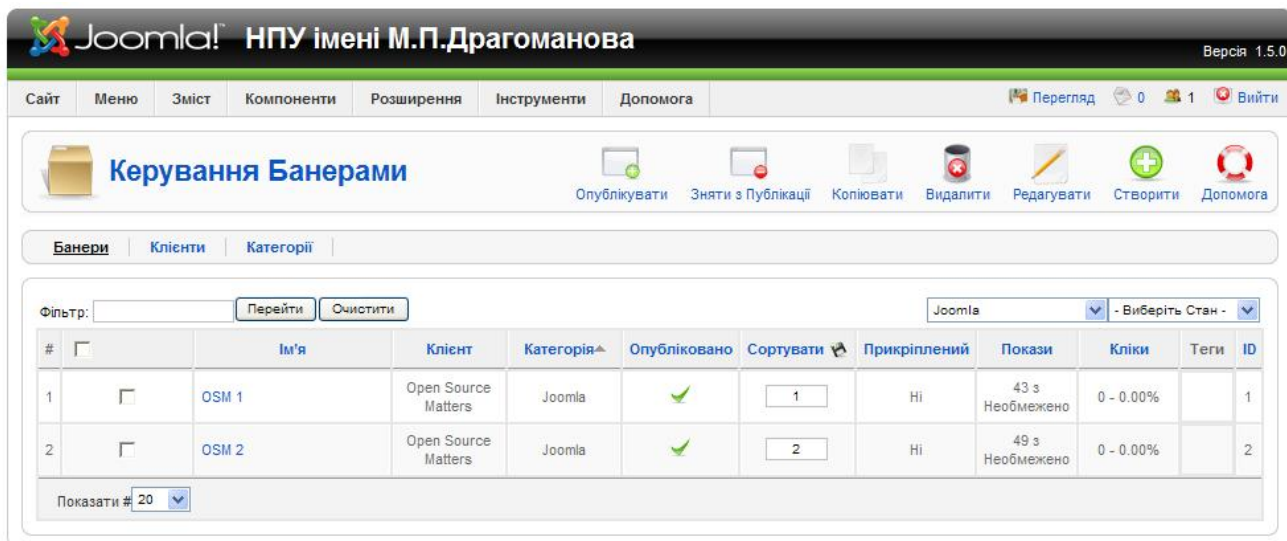 Joomla! НПУ імені М.П.Драгоманова
Версія 1.5.0
Сайт Меню Зміст Компоненти Розширення Інструменти Допомога Перегляд 0 1 Вийти
Керування Банерами
Опублікувати Зняти з Публікації Копіювати Видалити Редагувати Створити Допомога
Банери Клієнти Категорії
Фільтр: Перейти Очистити Joomla - Виберіть Стан -
# Ім'я Клієнт Категорія Опубліковано Сортувати Прикріплений Покази Кліки Теги ID
1 OSM 1 Open Source Matters Joomla 1 Ні 43 з Необмежено 0 - 0.00% 1
2 OSM 2 Open Source Matters Joomla 2 Ні 49 з Необмежено 0 - 0.00% 2
Показати # 20